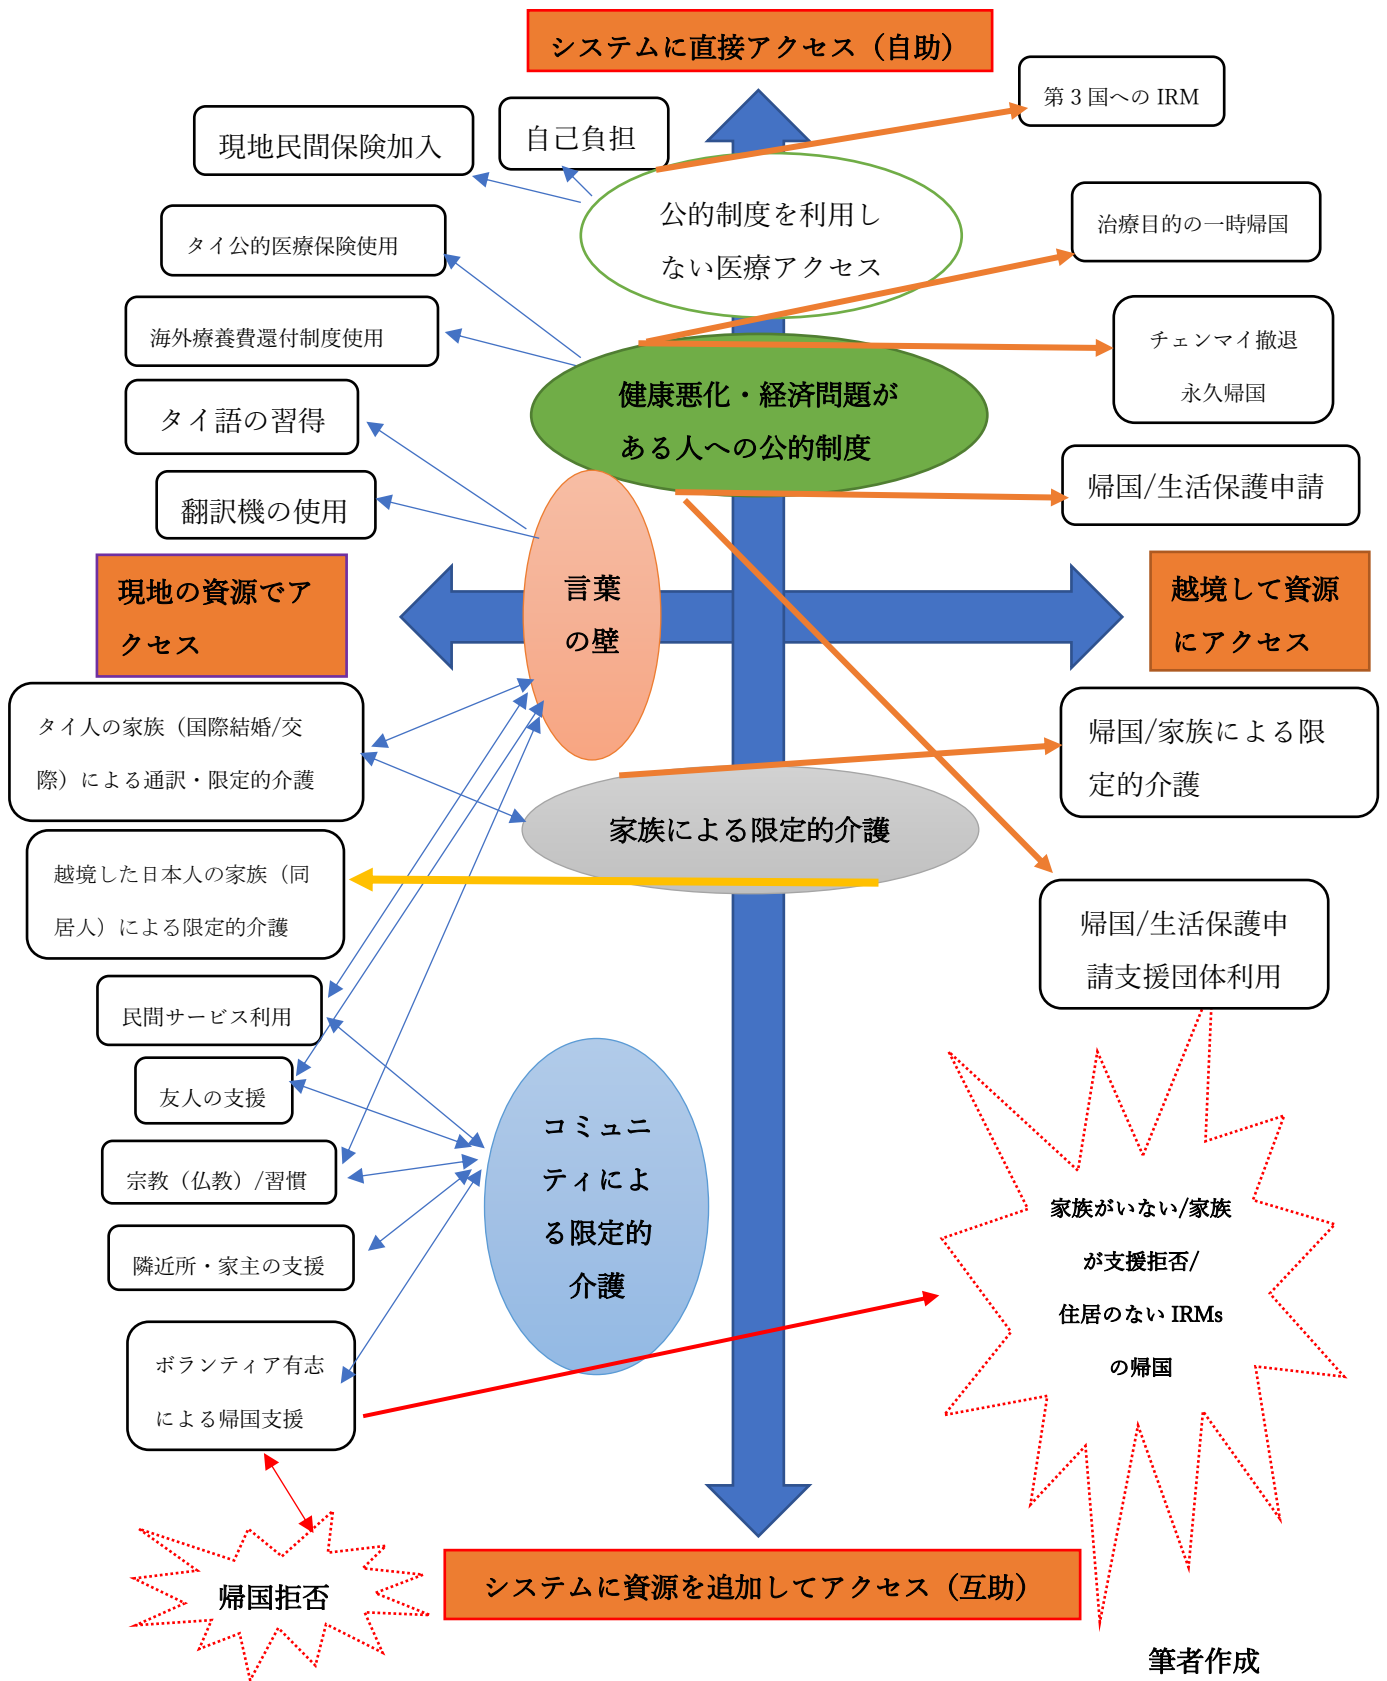 システムに直接アクセス（自助）
第 3 国への IRM
現地民間保険加入
自己負担
公的制度を利用し
ない医療アクセス
治療目的の一時帰国
タイ公的医療保険使用
海外療養費還付制度使用
チェンマイ撤退
永久帰国
健康悪化・経済問題が
ある人への公的制度
タイ語の習得
翻訳機の使用
帰国/生活保護申請
現地の資源でア
クセス
言葉
の壁
越境して資源
にアクセス
タイ人の家族（国際結婚/交
際）による通訳・限定的介護
帰国/家族による限
定的介護
家族による限定的介護
越境した日本人の家族（同
居人）による限定的介護
帰国/生活保護申
請支援団体利用
民間サービス利用
友人の支援
宗教（仏教）/習慣
隣近所・家主の支援
コミュニ
ティによ
る限定的
介護
家族がいない/家族
が支援拒否/
住居のない IRMs
の帰国
ボランティア有志
による帰国支援
帰国拒否
システムに資源を追加してアクセス（互助）
筆者作成